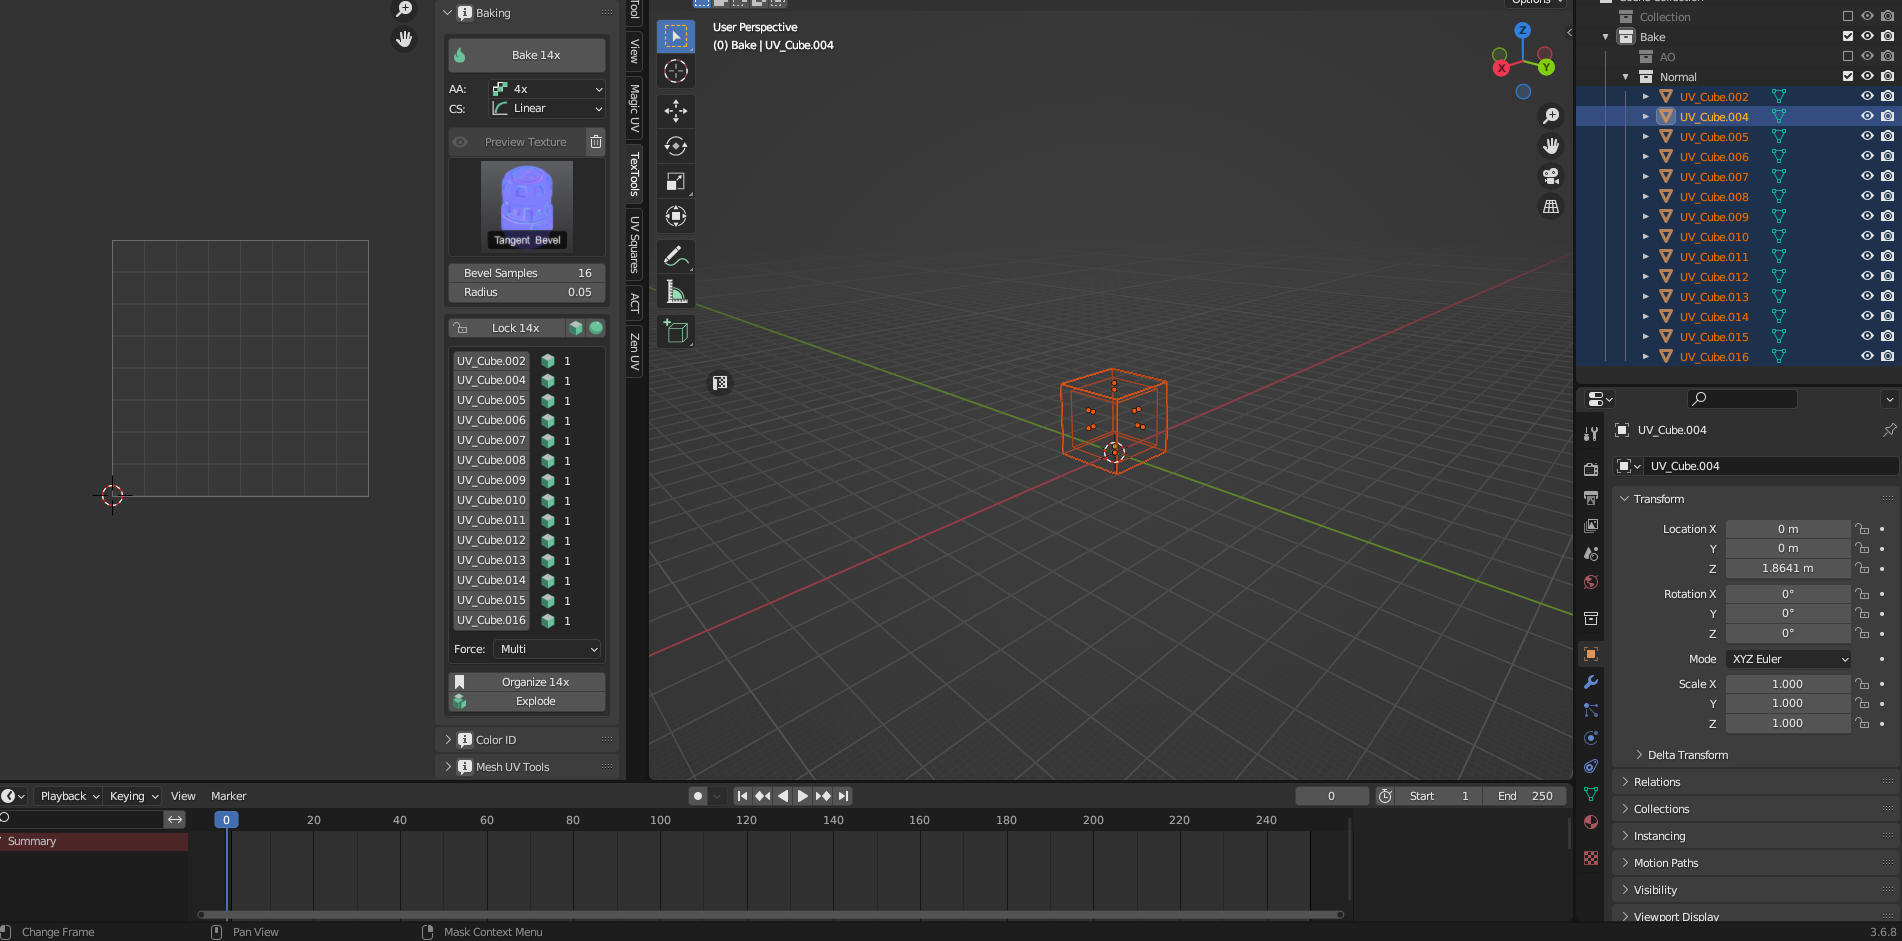 Baking
Bake 14x
AA: 4x
CS: Linear
Preview Texture
Tangent Bevel
Bevel Samples 16
Radius 0.05
Lock 14x
UV_Cube.002 1
UV_Cube.004 1
UV_Cube.005 1
UV_Cube.006 1
UV_Cube.007 1
UV_Cube.008 1
UV_Cube.009 1
UV_Cube.010 1
UV_Cube.011 1
UV_Cube.012 1
UV_Cube.013 1
UV_Cube.014 1
UV_Cube.015 1
UV_Cube.016 1
Force: Multi
Organize 14x
Explode
Color ID
Mesh UV Tools
Tool
View
Magic UV
TexTools
UV Squares
ACT
Zen UV
User Perspective
(0) Bake | UV_Cube.004
Options
Z
X
Y
Scene Collection
Collection
Bake
AO
Normal
UV_Cube.002
UV_Cube.004
UV_Cube.005
UV_Cube.006
UV_Cube.007
UV_Cube.008
UV_Cube.009
UV_Cube.010
UV_Cube.011
UV_Cube.012
UV_Cube.013
UV_Cube.014
UV_Cube.015
UV_Cube.016
UV_Cube.004
UV_Cube.004
Transform
Location X 0 m
Y 0 m
Z 1.8641 m
Rotation X 0°
Y 0°
Z 0°
Mode XYZ Euler
Scale X 1.000
Y 1.000
Z 1.000
Delta Transform
Relations
Collections
Instancing
Motion Paths
Visibility
Viewport Display
Playback Keying View Marker
0 Start 1 End 250
0 20 40 60 80 100 120 140 160 180 200 220 240
Summary
Change Frame Pan View Mask Context Menu 3.6.8